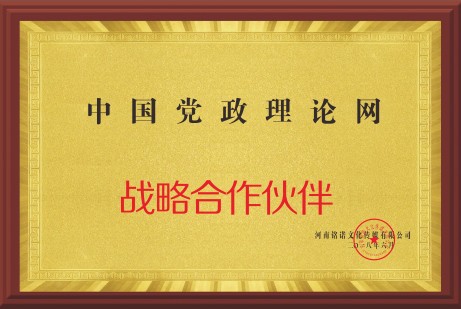 中国党政理论网
战略合作伙伴
河南铭诺文化传媒有限公司
二〇一八年六月